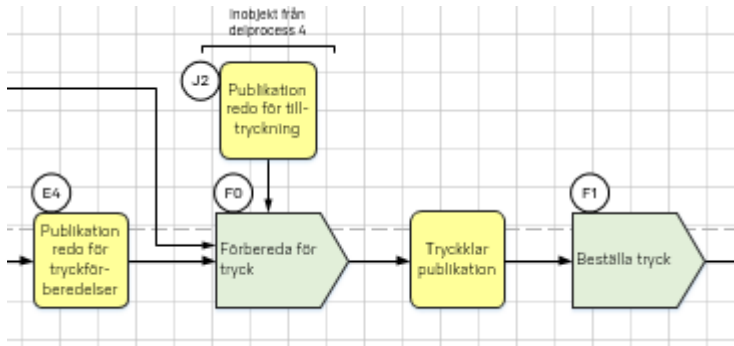 Inobjekt från
delprocess 4
J2
Publikation
redo för till-
tryckning
E4
Publikation
redo för
tryckför-
beredelser
F0
Förbereda för
tryck
Tryckklar
publikation
F1
Beställa tryck